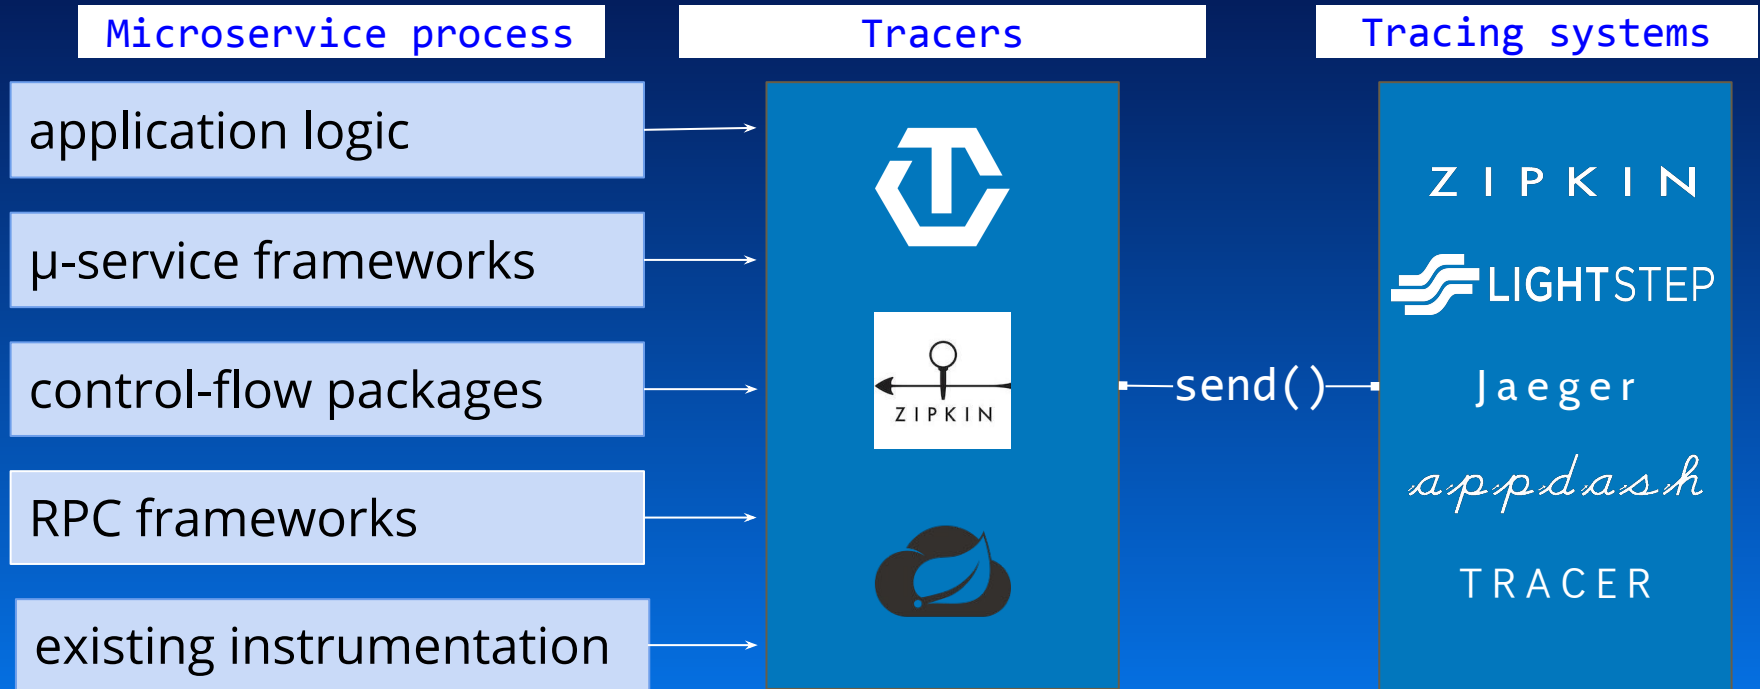 Microservice process
Tracers
Tracing systems
application logic
µ-service frameworks
control-flow packages
RPC frameworks
existing instrumentation
ZIPKIN
send()
ZIPKIN
LIGHTSTEP
Jaeger
appdash
TRACER